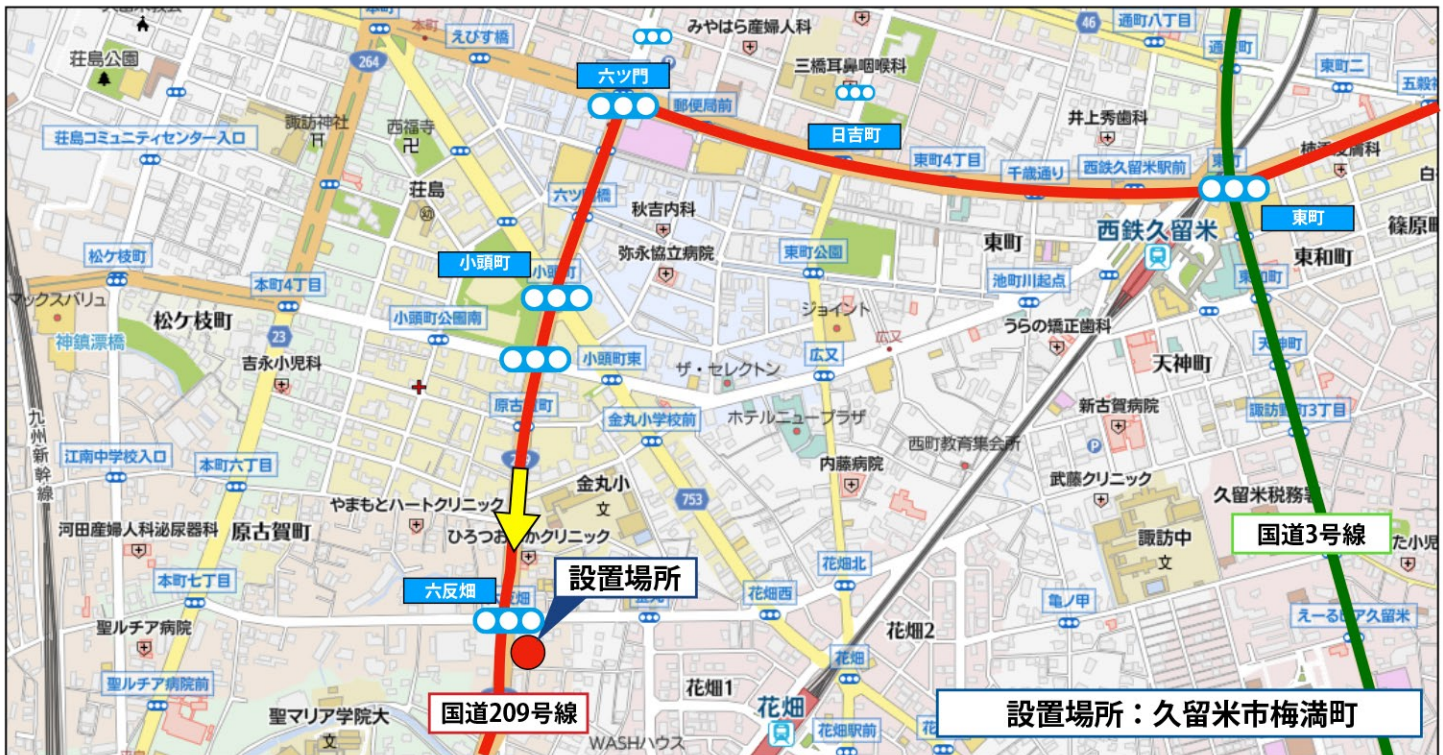 えびす橋
みやはら産婦人科
46
通町八丁目
荘島公園
264
六ツ門
三橋耳鼻咽喉科
東町二
郵便局前
井上秀歯科
荘島コミュニティセンター入口
諏訪神社
西福寺
日吉町
東町4丁目
千歳通り
西鉄久留米駅前
荘島
秋吉内科
東町
篠原町
弥永協立病院
東町公園
東町
西鉄久留米
東和町
松ケ枝町
小頭町
本町4丁目
池町川起点
マックスバリュ
松ケ枝町
小頭町公園南
ジョイント
広又
うらの矯正歯科
神鎮漂橋
23
小頭町東
広又
天神町
吉永小児科
ザ・セレクトン
原古賀町
金丸小学校前
ホテルニュープラザ
新古賀病院
諏訪野町3丁目
九州新幹線
江南中学校入口
本町六丁目
西町教育集会所
内藤病院
武藤クリニック
金丸小
文
753
やまもとハートクリニック
久留米税務署
河田産婦人科泌尿器科
原古賀町
諏訪中
文
国道3号線
設置場所
本町七丁目
六反畑
花畑北
花畑西
亀ノ甲
えーるピア久留米
聖ルチア病院
花畑2
聖ルチア病院前
花畑
花畑1
国道209号線
聖マリア学院大
文
花畑
花畑駅前
WASHハウス
設置場所：久留米市梅満町